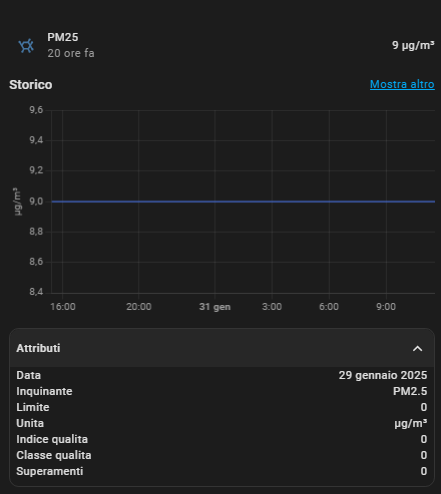 PM25
20 ore fa
9 µg/m³
Storico
Mostra altro
9,6
9,4
9,2
9,0
8,8
8,6
8,4
µg/m³
16:00 20:00 31 gen 3:00 6:00 9:00
Attributi
Data 29 gennaio 2025
Inquinante PM2.5
Limite 0
Unita µg/m³
Indice qualita 0
Classe qualita 0
Superamenti 0